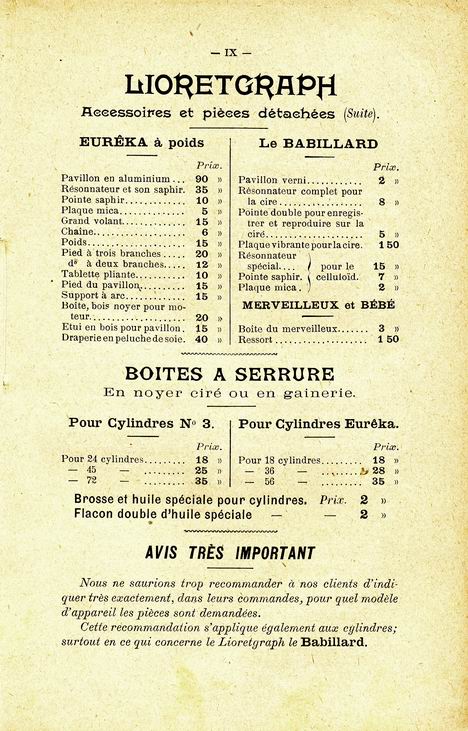 — IX —
LIORETGRAPH
Accessoires et pièces détachées (Suite).
EURÊKA à poids
Prix.
Pavillon en aluminium... 90 »
Résonnateur et son saphir. 35 »
Pointe saphir........... 10 »
Plaque mica............ 5 »
Grand volant........... 15 »
Chaîne................ 6 »
Poids................. 15 »
Pied à trois branches.... 20 »
do à deux branches..... 12 »
Tablette pliante........ 10 »
Pied du pavillon........ 15 »
Support à arc.......... 15 »
Boîte, bois noyer pour mo-
teur................ 20 »
Etui en bois pour pavillon. 15 »
Draperie en peluche de soie. 40 »
Le BABILLARD
Prix.
Pavillon verni........... 2 »
Résonnateur complet pour
la cire................ 8 »
Pointe double pour enregis-
trer et reproduire sur la
ciré.................. 5 »
Plaque vibrante pour la cire. 1 50
Résonnateur
spécial.... pour le 15 »
Pointe saphir. celluloïd. 7 »
Plaque mica. 2 »
MERVEILLEUX et BÉBÉ
Boite du merveilleux....... 3 »
Ressort................. 1 50
BOITES A SERRURE
En noyer ciré ou en gainerie.
Pour Cylindres No 3.
Prix.
Pour 24 cylindres........ 18 »
— 45 — ........ 25 »
— 72 — ........ 35 »
Pour Cylindres Eurêka.
Prix.
Pour 18 cylindres........ 18 »
— 36 — ........ 28 »
— 56 — ........ 35 »
Brosse et huile spéciale pour cylindres. Prix. 2 »
Flacon double d'huile spéciale — — 2 »
AVIS TRÈS IMPORTANT
Nous ne saurions trop recommander à nos clients d'indi-
quer très exactement, dans leurs commandes, pour quel modèle
d'appareil les pièces sont demandées.
Cette recommandation s'applique également aux cylindres;
surtout en ce qui concerne le Lioretgraph le Babillard.